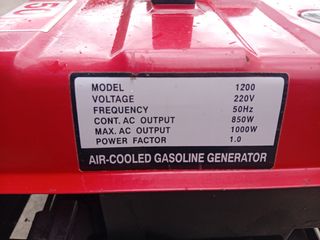 50
MODEL 1200
VOLTAGE 220V
FREQUENCY 50Hz
CONT. AC OUTPUT 850W
MAX. AC OUTPUT 1000W
POWER FACTOR 1.0
AIR-COOLED GASOLINE GENERATOR